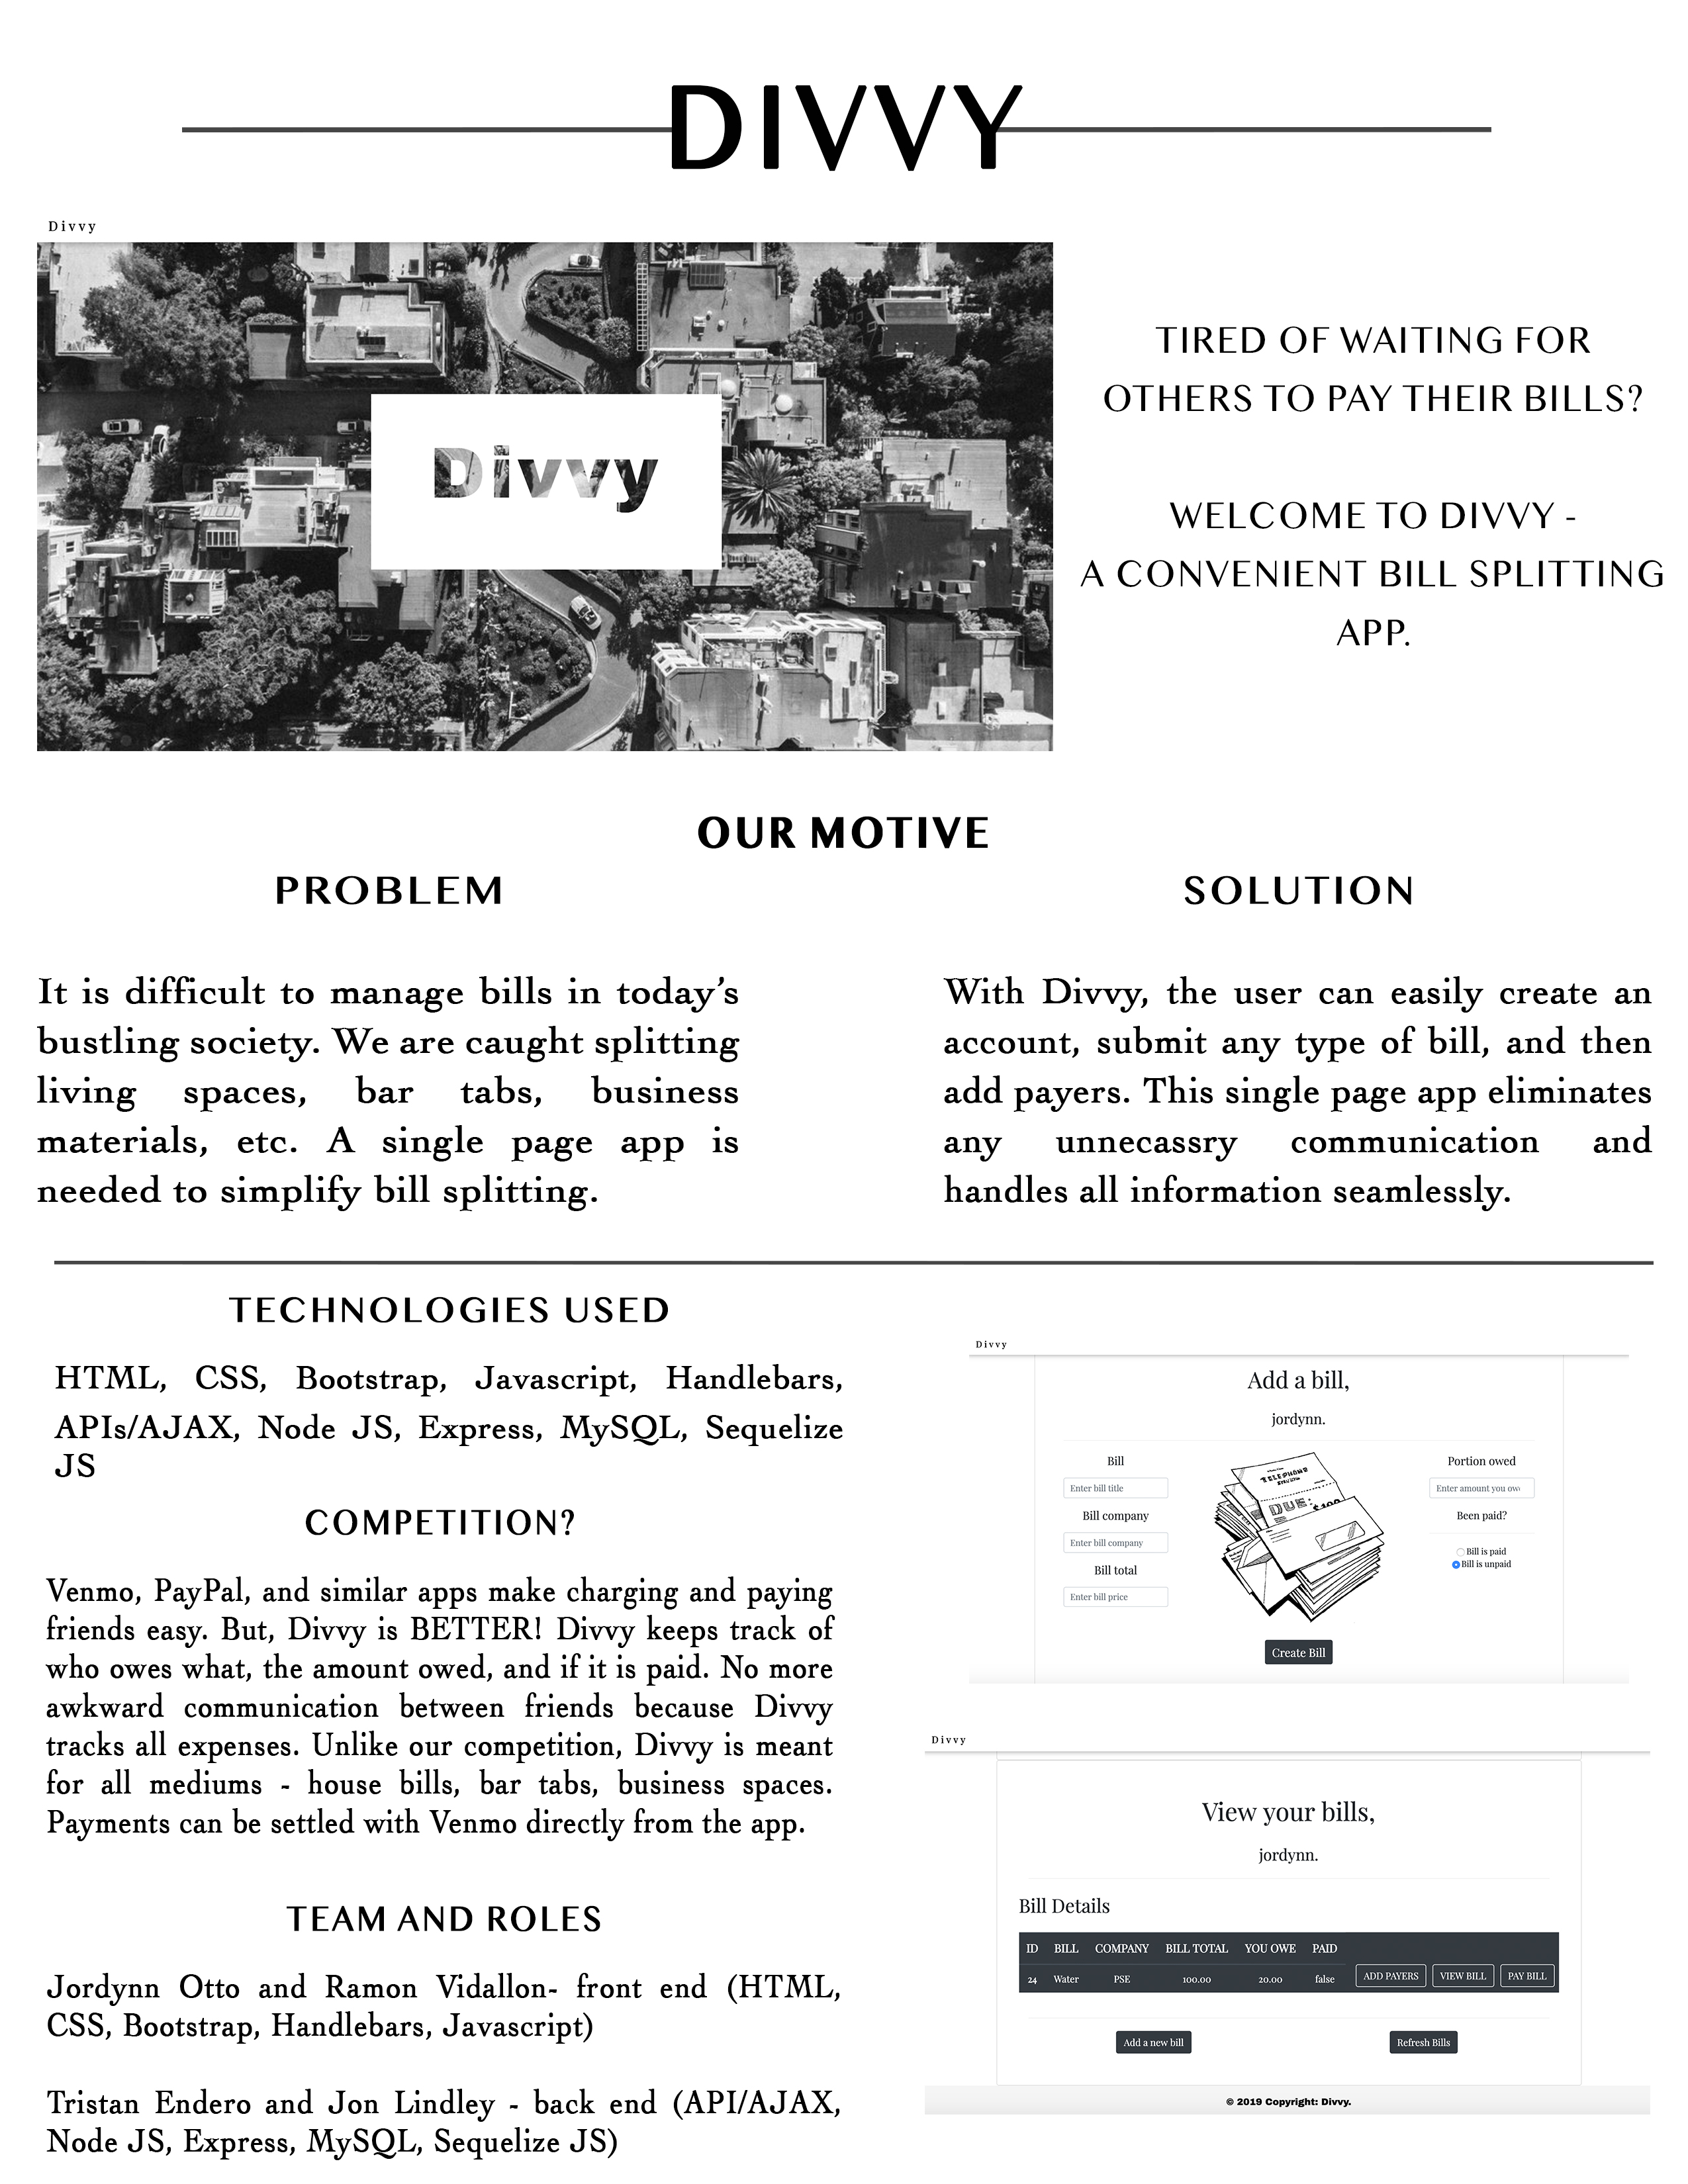 DIVVY
Divvy
Divvy
TIRED OF WAITING FOR
OTHERS TO PAY THEIR BILLS?
WELCOME TO DIVVY -
A CONVENIENT BILL SPLITTING
APP.
OUR MOTIVE
PROBLEM
It is difficult to manage bills in today’s
bustling society. We are caught splitting
living spaces, bar tabs, business
materials, etc. A single page app is
needed to simplify bill splitting.
SOLUTION
With Divvy, the user can easily create an
account, submit any type of bill, and then
add payers. This single page app eliminates
any unnecassry communication and
handles all information seamlessly.
TECHNOLOGIES USED
HTML, CSS, Bootstrap, Javascript, Handlebars,
APIs/AJAX, Node JS, Express, MySQL, Sequelize
JS
COMPETITION?
Venmo, PayPal, and similar apps make charging and paying
friends easy. But, Divvy is BETTER! Divvy keeps track of
who owes what, the amount owed, and if it is paid. No more
awkward communication between friends because Divvy
tracks all expenses. Unlike our competition, Divvy is meant
for all mediums - house bills, bar tabs, business spaces.
Payments can be settled with Venmo directly from the app.
TEAM AND ROLES
Jordynn Otto and Ramon Vidallon- front end (HTML,
CSS, Bootstrap, Handlebars, Javascript)
Tristan Endero and Jon Lindley - back end (API/AJAX,
Node JS, Express, MySQL, Sequelize JS)
Divvy
Add a bill,
jordynn.
Bill
Enter bill title
Bill company
Enter bill company
Bill total
Enter bill price
TELEPHONE
DUE: $100
Portion owed
Enter amount you ow
Been paid?
Bill is paid
Bill is unpaid
Create Bill
Divvy
View your bills,
jordynn.
Bill Details
ID BILL COMPANY BILL TOTAL YOU OWE PAID
24 Water PSE 100.00 20.00 false ADD PAYERS VIEW BILL PAY BILL
Add a new bill Refresh Bills
© 2019 Copyright: Divvy.